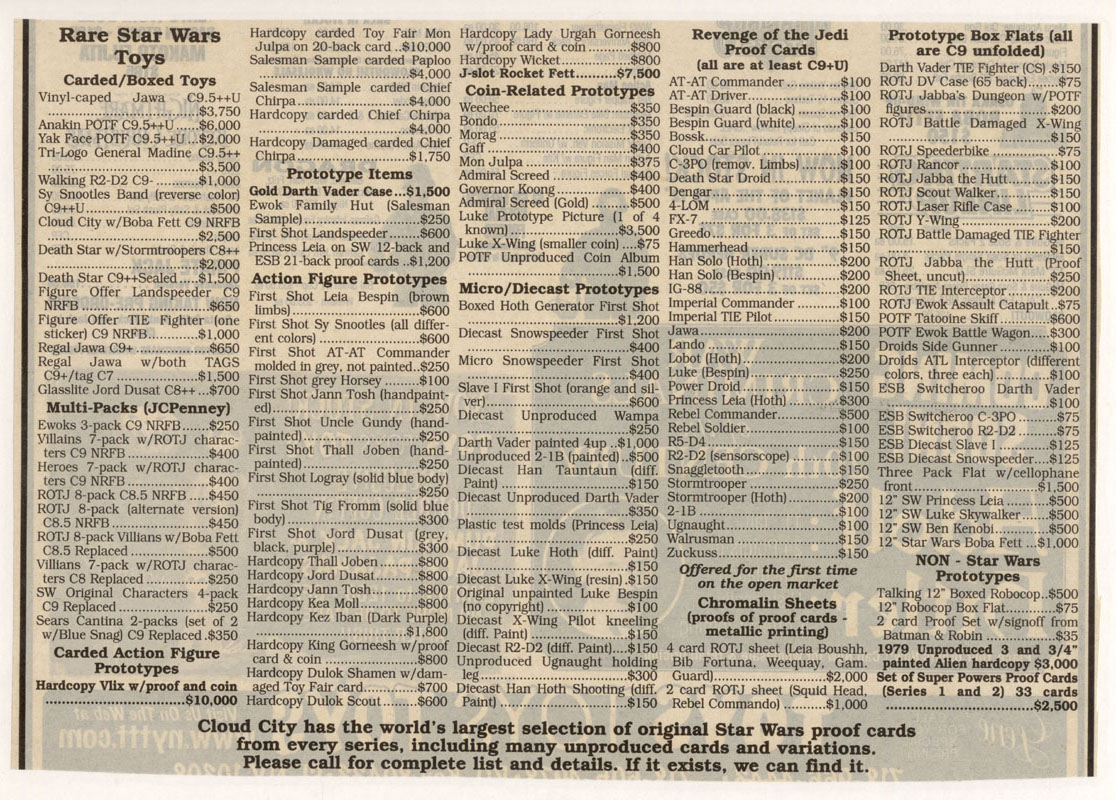 Rare Star Wars
Toys
Carded/Boxed Toys
Vinyl-caped Jawa C9.5++U
..............................$3,750
Anakin POTF C9.5++U...$6,000
Yak Face POTF C9.5++U...$2,000
Tri-Logo General Madine C9.5++
..............................$3,500
Walking R2-D2 C9- ...........$1,000
Sy Snootles Band (reverse color)
C9++U..............................$500
Cloud City w/Boba Fett C9 NRFB
..............................$2,500
Death Star w/Stormtroopers C8++
..............................$2,000
Death Star C9++Sealed.....$1,500
Figure Offer Landspeeder C9
NRFB ..............................$650
Figure Offer TIE Fighter (one
sticker) C9 NRFB............$1,000
Regal Jawa C9+ ..................$650
Regal Jawa w/both TAGS
C9+/tag C7 ....................$1,500
Glasslite Jord Dusat C8++...$700
Multi-Packs (JCPenney)
Ewoks 3-pack C9 NRFB......$250
Villains 7-pack w/ROTJ charac-
ters C9 NRFB ..................$400
Heroes 7-pack w/ROTJ charac-
ters C9 NRFB ..................$400
ROTJ 8-pack C8.5 NRFB ....$450
ROTJ 8-pack (alternate version)
C8.5 NRFB ......................$450
ROTJ 8-pack Villians w/Boba Fett
C8.5 Replaced ..................$500
Villians 7-pack w/ROTJ charac-
ters C8 Replaced ..............$250
SW Original Characters 4-pack
C9 Replaced ....................$250
Sears Cantina 2-packs (set of 2
w/Blue Snag) C9 Replaced .$350
Carded Action Figure
Prototypes
Hardcopy Vlix w/proof and coin
..............................$10,000
Hardcopy carded Toy Fair Mon
Julpa on 20-back card ..$10,000
Salesman Sample carded Paploo
..............................$4,000
Salesman Sample carded Chief
Chirpa............................$4,000
Hardcopy carded Chief Chirpa
..............................$4,000
Hardcopy Damaged carded Chief
Chirpa............................$1,750
Prototype Items
Gold Darth Vader Case...$1,500
Ewok Family Hut (Salesman
Sample)............................$250
First Shot Landspeeder.......$600
Princess Leia on SW 12-back and
ESB 21-back proof cards ..$1,200
Action Figure Prototypes
First Shot Leia Bespin (brown
limbs)..............................$600
First Shot Sy Snootles (all differ-
ent colors) ........................$600
First Shot AT-AT Commander
molded in grey, not painted..$250
First Shot grey Horsey........$100
First Shot Jann Tosh (handpaint-
ed)..................................$250
First Shot Uncle Gundy (hand-
painted)............................$250
First Shot Thall Joben (hand-
painted)............................$250
First Shot Logray (solid blue body)
..............................$250
First Shot Tig Fromm (solid blue
body) ..............................$300
First Shot Jord Dusat (grey,
black, purple)....................$300
Hardcopy Thall Joben ..........$800
Hardcopy Jord Dusat............$800
Hardcopy Jann Tosh.............$800
Hardcopy Kea Moll..............$800
Hardcopy Kez Iban (Dark Purple)
..............................$1,800
Hardcopy King Gorneesh w/proof
card & coin ......................$800
Hardcopy Dulok Shamen w/dam-
aged Toy Fair card............$700
Hardcopy Dulok Scout ........$600
Hardcopy Lady Urgah Gorneesh
w/proof card & coin ..........$800
Hardcopy Wicket..................$800
J-slot Rocket Fett...........$7,500
Coin-Related Prototypes
Weechee..............................$350
Bondo..................................$350
Morag..................................$350
Gaff ....................................$400
Mon Julpa ............................$375
Admiral Screed ....................$400
Governor Koong....................$400
Admiral Screed (Gold) ..........$500
Luke Prototype Picture (1 of 4
known) ..........................$3,500
Luke X-Wing (smaller coin) ....$75
POTF Unproduced Coin Album
..............................$1,500
Micro/Diecast Prototypes
Boxed Hoth Generator First Shot
..............................$1,200
Diecast Snowspeeder First Shot
..............................$400
Micro Snowspeeder First Shot
..............................$400
Slave I First Shot (orange and sil-
ver)..................................$600
Diecast Unproduced Wampa
..............................$250
Darth Vader painted 4up ..$1,000
Unproduced 2-1B (painted)..$500
Diecast Han Tauntaun (diff.
Paint) ..............................$150
Diecast Unproduced Darth Vader
..............................$350
Plastic test molds (Princess Leia)
..............................$250
Diecast Luke Hoth (diff. Paint)
..............................$150
Diecast Luke X-Wing (resin).$150
Original unpainted Luke Bespin
(no copyright) ..................$100
Diecast X-Wing Pilot kneeling
(diff. Paint) ......................$150
Diecast R2-D2 (diff. Paint)....$150
Unproduced Ugnaught holding
leg....................................$300
Diecast Han Hoth Shooting (diff.
Paint) ..............................$150
Revenge of the Jedi
Proof Cards
(all are at least C9+U)
AT-AT Commander ..............$100
AT-AT Driver........................$100
Bespin Guard (black) ............$100
Bespin Guard (white) ............$100
Bossk...................................$150
Cloud Car Pilot ....................$100
C-3PO (remov. Limbs) ..........$100
Death Star Droid ..................$150
Dengar ................................$150
4-LOM ................................$150
FX-7 ....................................$125
Greedo ................................$150
Hammerhead ......................$150
Han Solo (Hoth)....................$200
Han Solo (Bespin) ................$200
IG-88 ..................................$200
Imperial Commander ............$100
Imperial TIE Pilot ................$150
Jawa....................................$200
Lando ..................................$150
Lobot (Hoth) ........................$200
Luke (Bespin) ......................$250
Power Droid ........................$150
Princess Leia (Hoth) ............$300
Rebel Commander................$500
Rebel Soldier........................$100
R5-D4 ..................................$150
R2-D2 (sensorscope) ............$100
Snaggletooth ........................$150
Stormtrooper ........................$250
Stormtrooper (Hoth) ............$200
2-1B ....................................$100
Ugnaught ............................$100
Walrusman ..........................$150
Zuckuss ..............................$150
Offered for the first time
on the open market
Chromalin Sheets
(proofs of proof cards -
metallic printing)
4 card ROTJ sheet (Leia Boushh,
Bib Fortuna, Weequay, Gam.
Guard)............................$2,000
2 card ROTJ sheet (Squid Head,
Rebel Commando) ..........$1,000
Prototype Box Flats (all
are C9 unfolded)
Darth Vader TIE Fighter (CS) .$150
ROTJ DV Case (65 back) ........$75
ROTJ Jabba's Dungeon w/POTF
figures..............................$200
ROTJ Battle Damaged X-Wing
..............................$150
ROTJ Speederbike ................$75
ROTJ Rancor ........................$100
ROTJ Jabba the Hutt............$150
ROTJ Scout Walker..............$150
ROTJ Laser Rifle Case..........$100
ROTJ Y-Wing ......................$200
ROTJ Battle Damaged TIE Fighter
..............................$150
ROTJ Jabba the Hutt (Proof
Sheet, uncut)....................$250
ROTJ TIE Interceptor ..........$200
ROTJ Ewok Assault Catapult..$75
POTF Tatooine Skiff..............$600
POTF Ewok Battle Wagon....$300
Droids Side Gunner ..............$100
Droids ATL Interceptor (different
colors, three each)..............$100
ESB Switcheroo Darth Vader
..............................$100
ESB Switcheroo C-3PO..........$75
ESB Switcheroo R2-D2 ..........$75
ESB Diecast Slave I ..............$125
ESB Diecast Snowspeeder....$125
Three Pack Flat w/cellophane
front ..............................$1,500
12" SW Princess Leia ..........$500
12" SW Luke Skywalker........$500
12" SW Ben Kenobi..............$500
12" Star Wars Boba Fett ...$1,000
NON - Star Wars
Prototypes
Talking 12" Boxed Robocop..$500
12" Robocop Box Flat..............$75
2 card Proof Set w/signoff from
Batman & Robin ................$35
1979 Unproduced 3 and 3/4"
painted Alien hardcopy $3,000
Set of Super Powers Proof Cards
(Series 1 and 2) 33 cards
..............................$2,500
Cloud City has the world's largest selection of original Star Wars proof cards
from every series, including many unproduced cards and variations.
Please call for complete list and details. If it exists, we can find it.